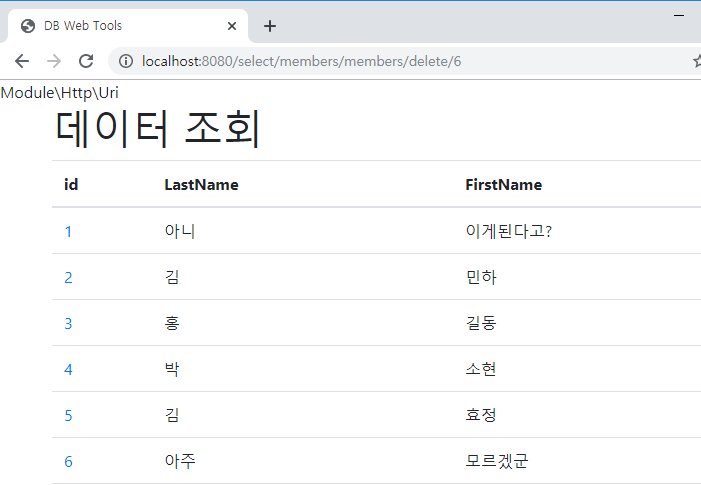 DB Web Tools
localhost:8080/select/members/members/delete/6
Module\Http\Uri
데이터 조회
id LastName FirstName
1 아니 이게된다고?
2 김 민하
3 홍 길동
4 박 소현
5 김 효정
6 아주 모르겠군